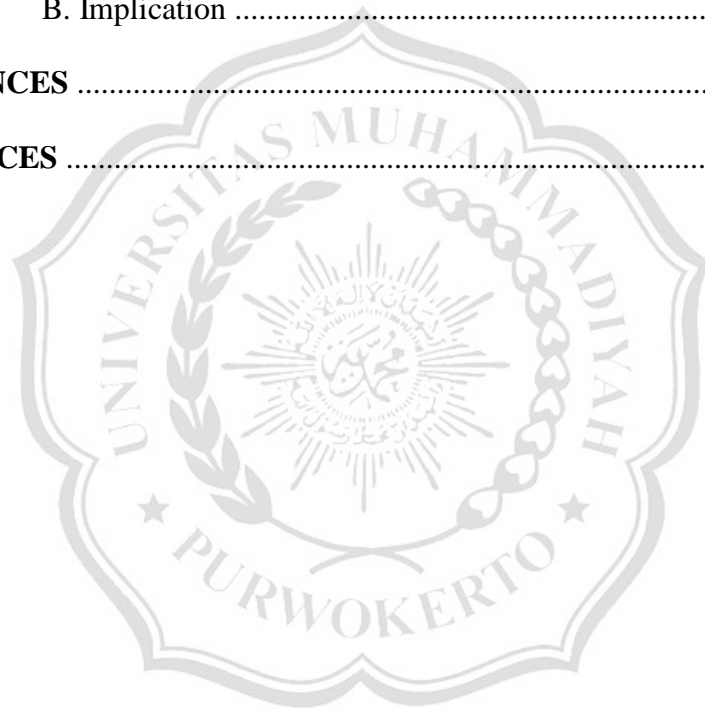 B. Implication ............................................................
NCES ................................................................................
CES .................................................................................
UNIVERSITAS MUHAMMADIYAH
PURWOKERTO